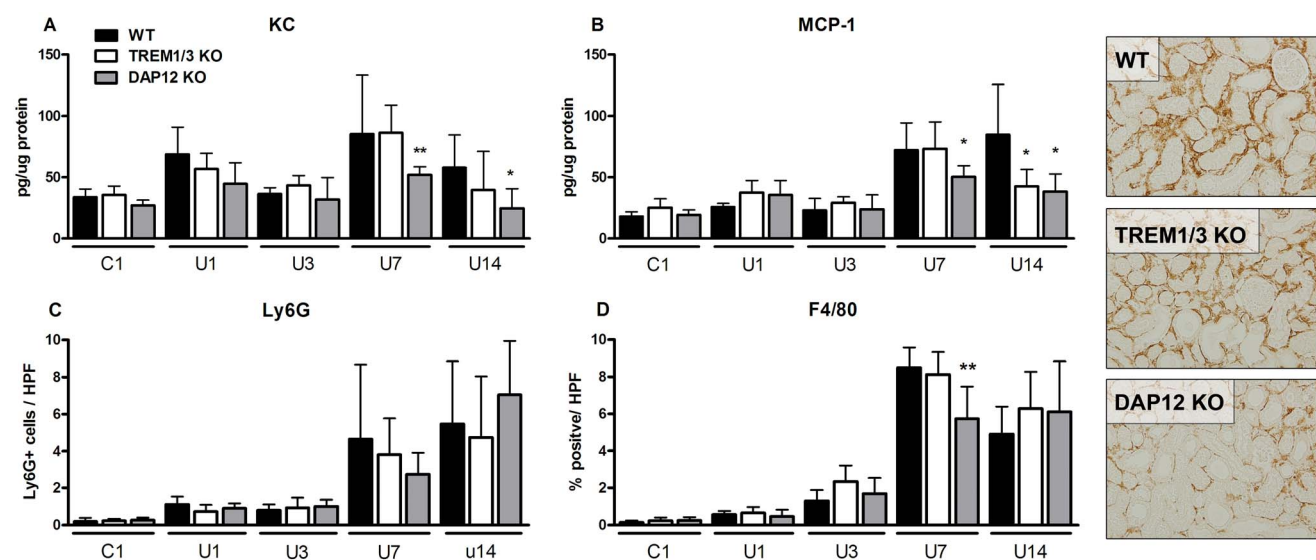 A
KC
WT
TREM1/3 KO
DAP12 KO
150
100
50
0
pg/ug protein
**
*
C1 U1 U3 U7 U14
B
MCP-1
150
100
50
0
pg/ug protein
*
* *
C1 U1 U3 U7 U14
C
Ly6G
10
8
6
4
2
0
Ly6G+ cells / HPF
C1 U1 U3 U7 u14
D
F4/80
10
8
6
4
2
0
% positve/ HPF
**
C1 U1 U3 U7 U14
WT
TREM1/3 KO
DAP12 KO